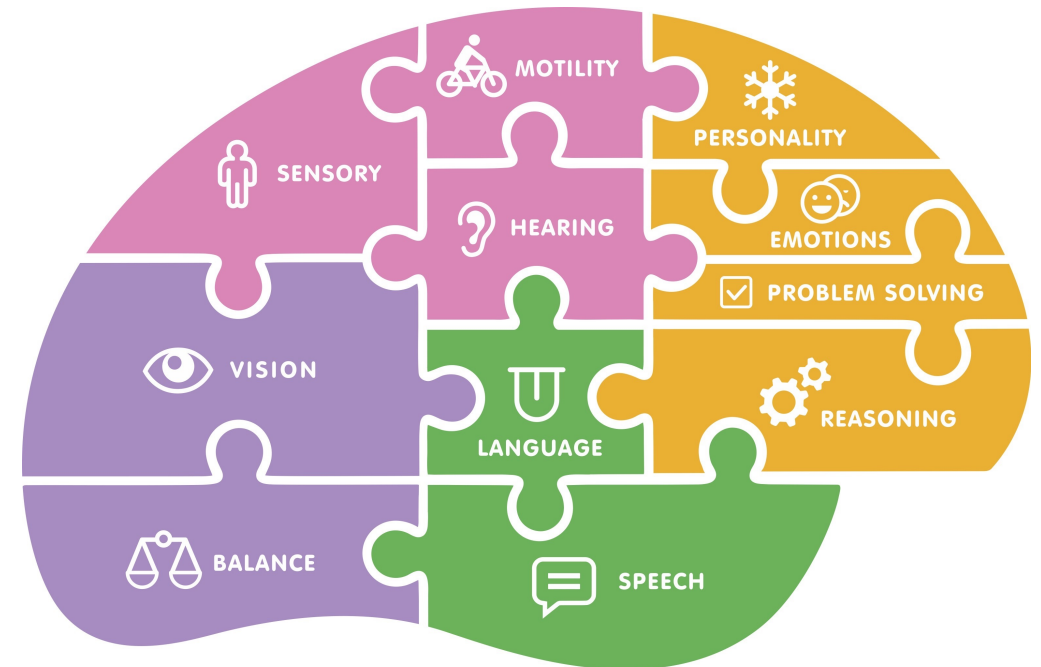 MOTILITY
PERSONALITY
SENSORY
HEARING
EMOTIONS
PROBLEM SOLVING
VISION
REASONING
LANGUAGE
BALANCE
SPEECH